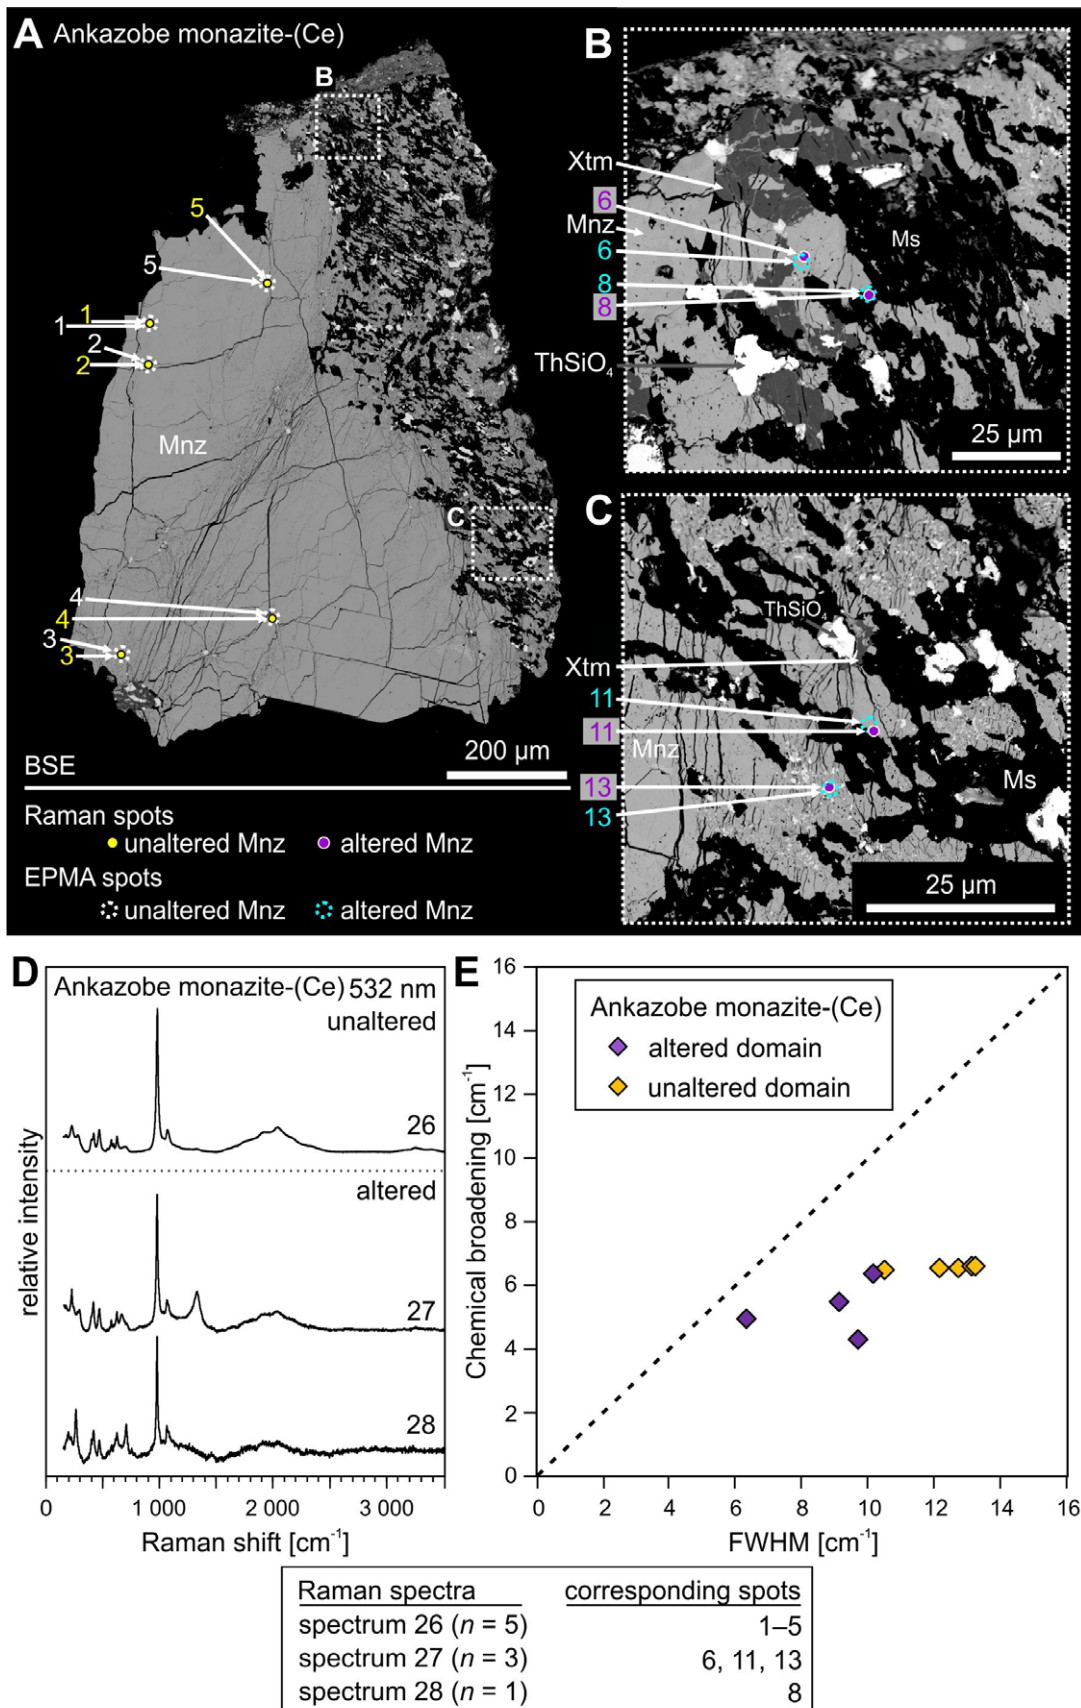 A Ankazobe monazite-(Ce)
B
5
5
1
1
2
2
Mnz
C
4
4
3
3
200 µm
BSE
Raman spots
unaltered Mnz
altered Mnz
EPMA spots
unaltered Mnz
altered Mnz
B
Xtm
6
Mnz
6
8
8
Ms
ThSiO₄
25 µm
C
ThSiO
Xtm
11
11
Mnz
13
13
Ms
25 µm
D
Ankazobe monazite-(Ce) 532 nm
unaltered
26
altered
27
28
relative intensity
0 1 000 2 000 3 000
Raman shift [cm⁻¹]
E
Ankazobe monazite-(Ce)
altered domain
unaltered domain
Chemical broadening [cm⁻¹]
16
14
12
10
8
6
4
2
0
0 2 4 6 8 10 12 14 16
FWHM [cm⁻¹]
Raman spectra corresponding spots
spectrum 26 (n = 5) 1–5
spectrum 27 (n = 3) 6, 11, 13
spectrum 28 (n = 1) 8